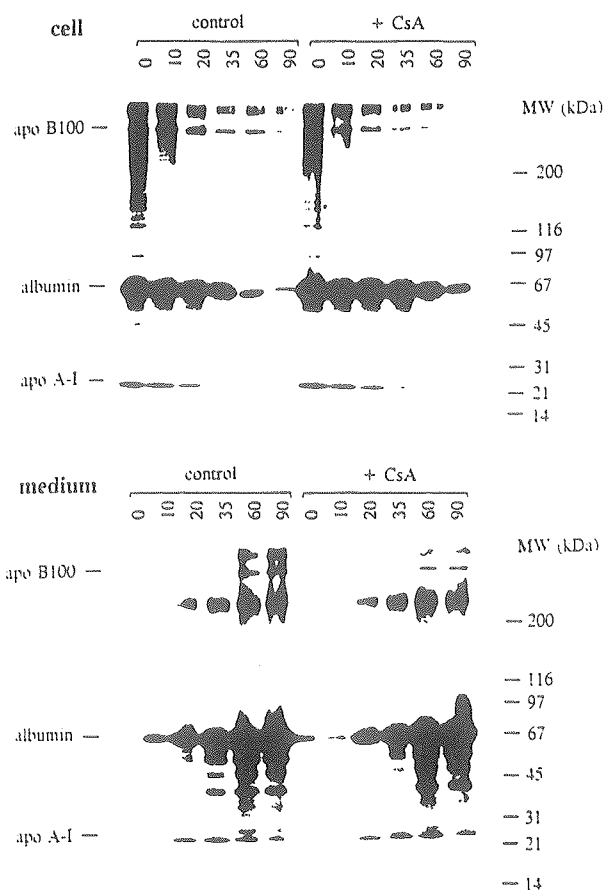 cell
control + CsA
0 10 20 35 60 90 0 10 20 35 60 90
MW (kDa)
apo B100 —
— 200
— 116
— 97
albumin —
— 67
— 45
— 31
apo A-I —
— 21
— 14
medium
control + CsA
0 10 20 35 60 90 0 10 20 35 60 90
MW (kDa)
apo B100 —
— 200
— 116
— 97
albumin —
— 67
— 45
— 31
apo A-I —
— 21
— 14